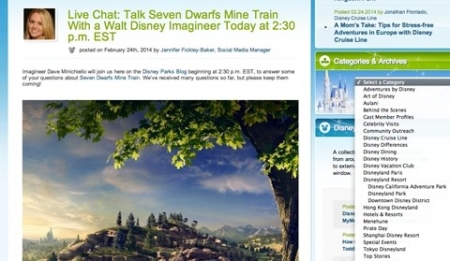 Live Chat: Talk Seven Dwarfs Mine Train
With a Walt Disney Imagineer Today at 2:30
p.m. EST
posted on February 24th, 2014 by Jennifer Fickley-Baker, Social Media Manager
Imagineer Dave Minichiello will join us here on the Disney Parks Blog beginning at 2:30 p.m. EST, to answer some
of your questions about Seven Dwarfs Mine Train. We've received many questions so far, but please keep them
coming!
Posted 02.24.2014 by Jonathan Frontado,
Disney Cruise Line
A Mom's Take: Tips for Stress-free
Adventures in Europe with Disney
Cruise Line
Categories & Archives
Select a Category
Adventures by Disney
Art of Disney
Aulani
Behind the Scenes
Cast Member Profiles
Celebrity Visits
Community Outreach
Disney Cruise Line
Disney Differences
Disney Dining
Disney History
Disney Vacation Club
Disneyland Paris
Disneyland Resort
Disney California Adventure Park
Disneyland Park
Downtown Disney District
Hong Kong Disneyland
Hotels & Resorts
Menehune
Pirate Day
Shanghai Disney Resort
Special Events
Tokyo Disneyland
Top Stories
Disne
A collec
from arou
to extern
window.
Disney
MyMa
How t
Todd